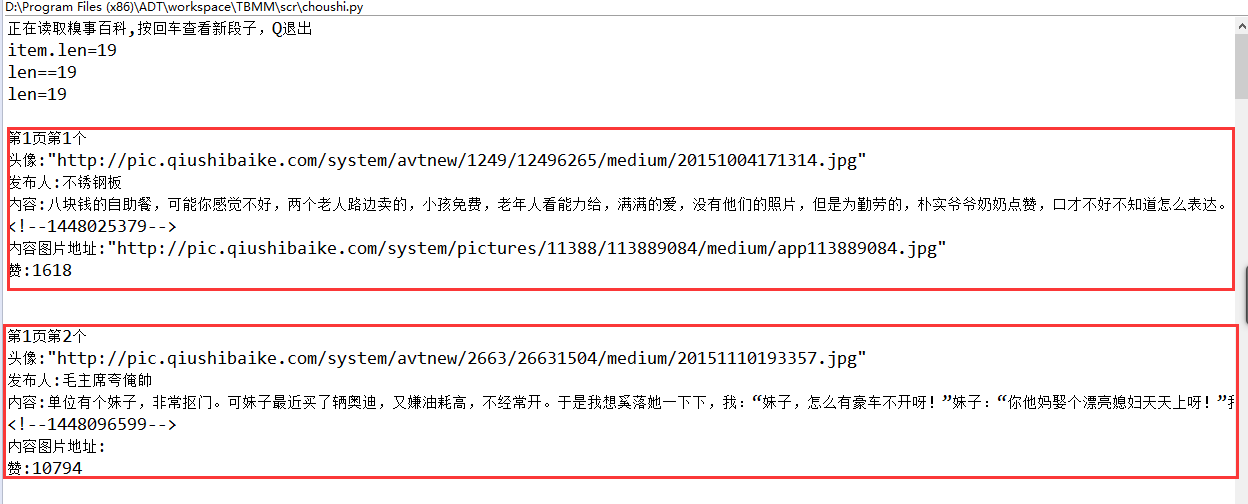 D:\Program Files (x86)\ADT\workspace\TBMM\scr\choushi.py
正在读取糗事百科,按回车查看新段子，Q退出
item.len=19
len==19
len=19
第1页第1个
头像:"http://pic.qiushibaike.com/system/avtnew/1249/12496265/medium/20151004171314.jpg"
发布人:不锈钢板
内容:八块钱的自助餐，可能你感觉不好，两个老人路边卖的，小孩免费，老年人看能力给，满满的爱，没有他们的照片，但是为勤劳的，朴实爷爷奶奶点赞，口才不好不知道怎么表达。
<!--1448025379-->
内容图片地址:"http://pic.qiushibaike.com/system/pictures/11388/113889084/medium/app113889084.jpg"
赞:1618
第1页第2个
头像:"http://pic.qiushibaike.com/system/avtnew/2663/26631504/medium/20151110193357.jpg"
发布人:毛主席夸俺帥
内容:单位有个妹子，非常抠门。可妹子最近买了辆奥迪，又嫌油耗高，不经常开。于是我想奚落她一下下，我：“妹子，怎么有豪车不开呀！”妹子：“你他妈娶个漂亮媳妇天天上呀！”
<!--1448096599-->
内容图片地址:
赞:10794